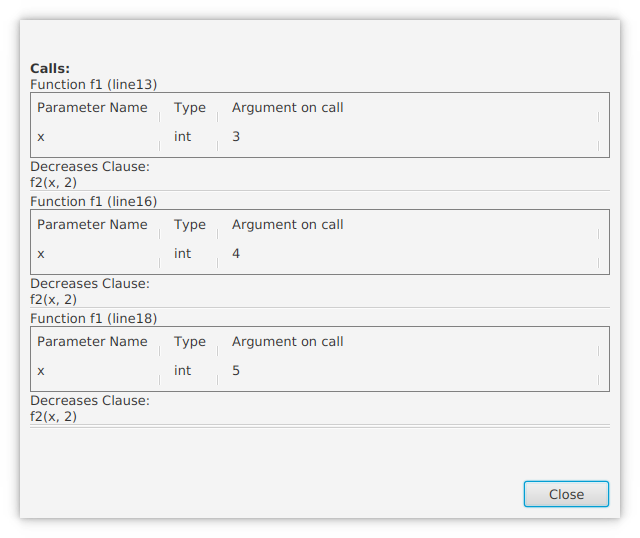 Calls:
Function f1 (line13)
Parameter Name Type Argument on call
x int 3
Decreases Clause:
f2(x, 2)
Function f1 (line16)
Parameter Name Type Argument on call
x int 4
Decreases Clause:
f2(x, 2)
Function f1 (line18)
Parameter Name Type Argument on call
x int 5
Decreases Clause:
f2(x, 2)
Close